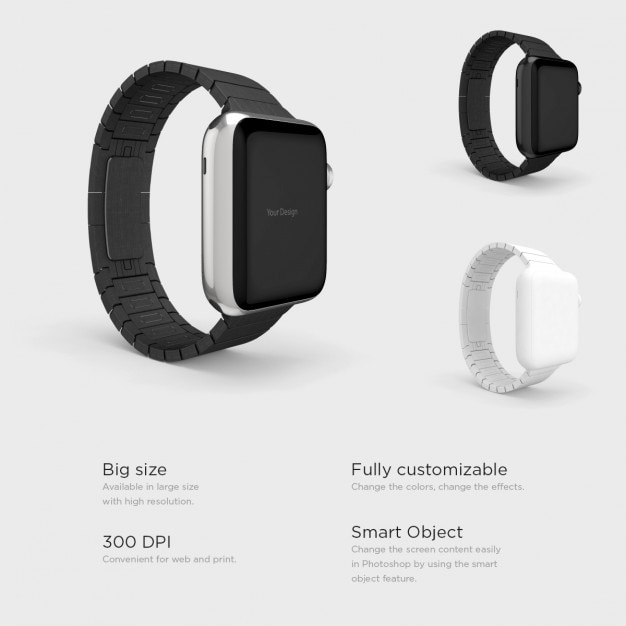 Your Design
Big size
Available in large size
with high resolution.
300 DPI
Convenient for web and print.
Fully customizable
Change the colors, change the effects.
Smart Object
Change the screen content easily
in Photoshop by using the smart
object feature.